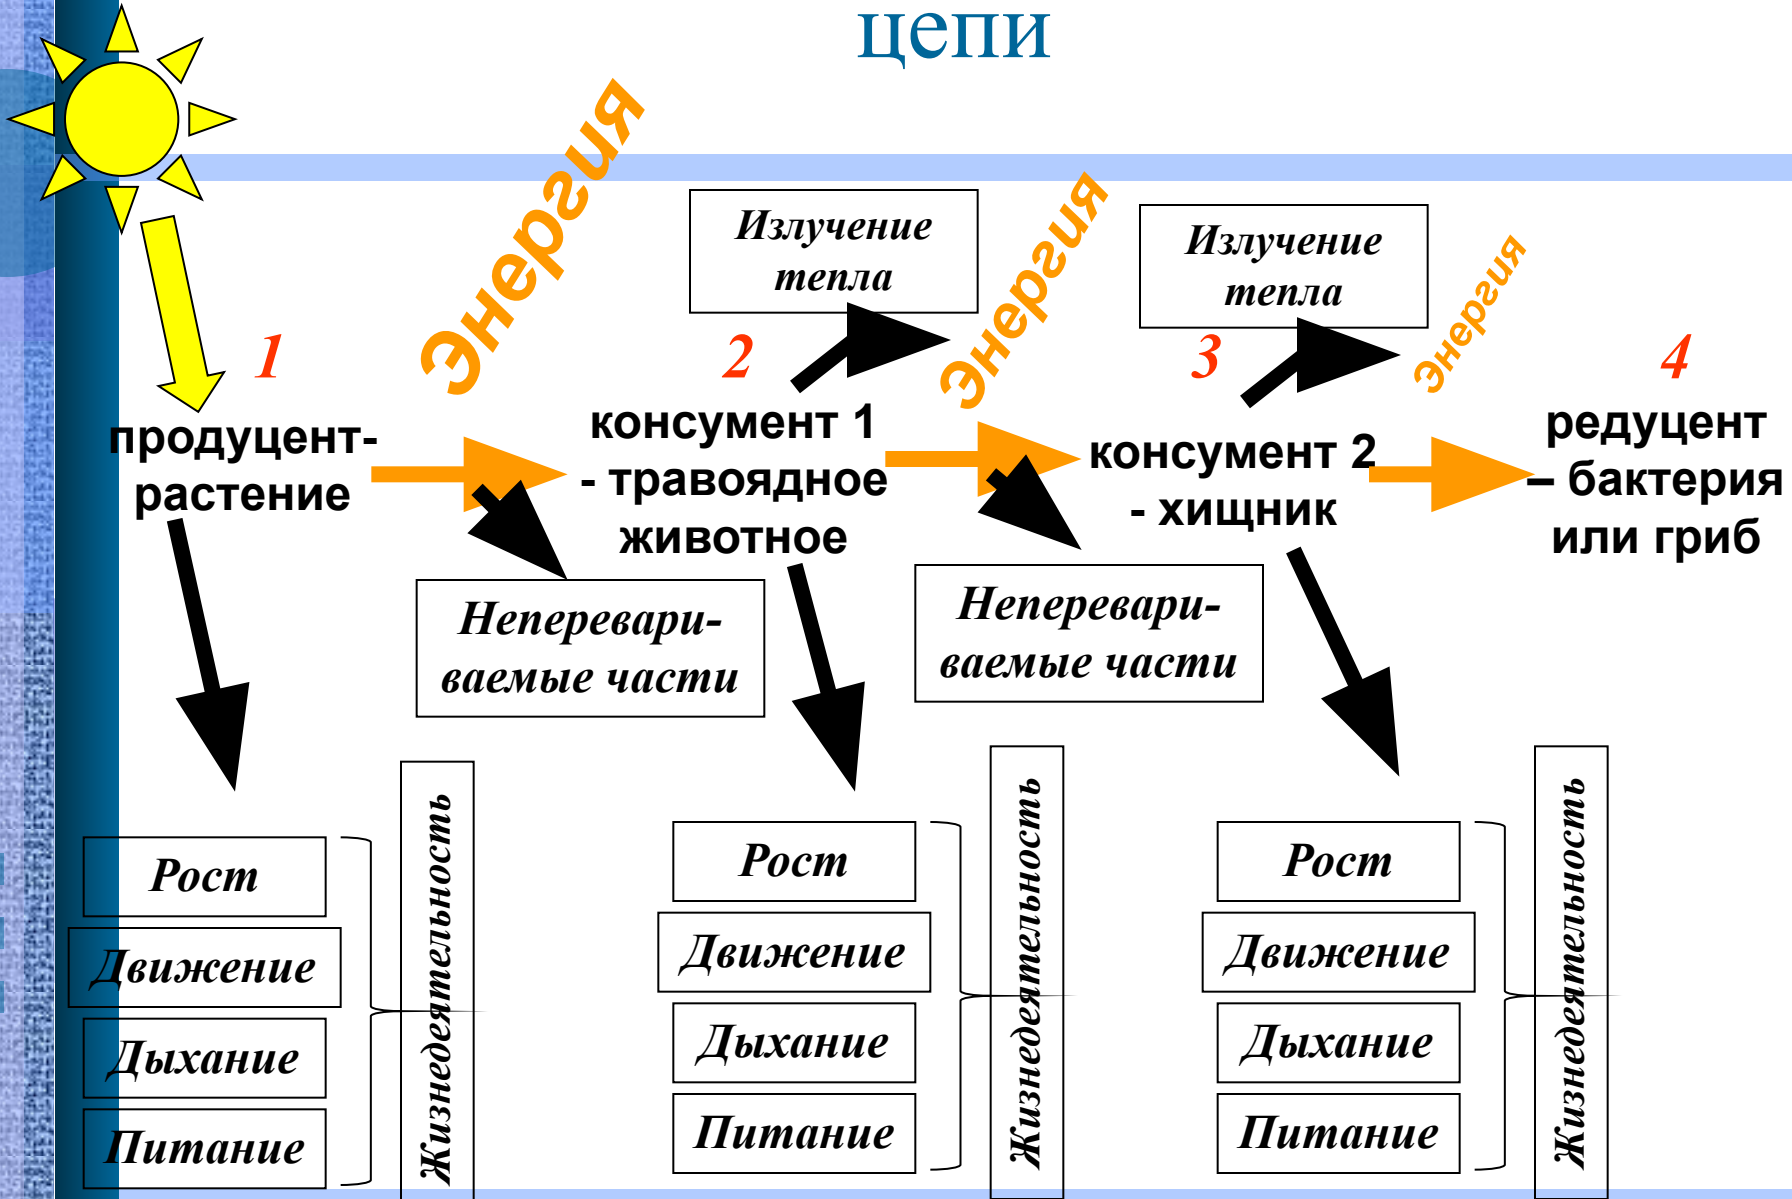 цепи
Энергия
Излучение
тепла
Энергия
Излучение
тепла
Энергия
1
2
3
4
продуцент-
растение
консумент 1
- травоядное
животное
консумент 2
- хищник
редуцент
– бактерия
или гриб
Неперевари-
ваемые части
Неперевари-
ваемые части
Рост
Движение
Дыхание
Питание
Жизнедеятельность
Рост
Движение
Дыхание
Питание
Жизнедеятельность
Рост
Движение
Дыхание
Питание
Жизнедеятельность